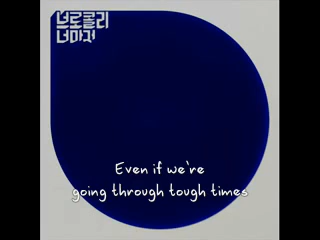 브로콜리
너마저
Even if we're
going through tough times